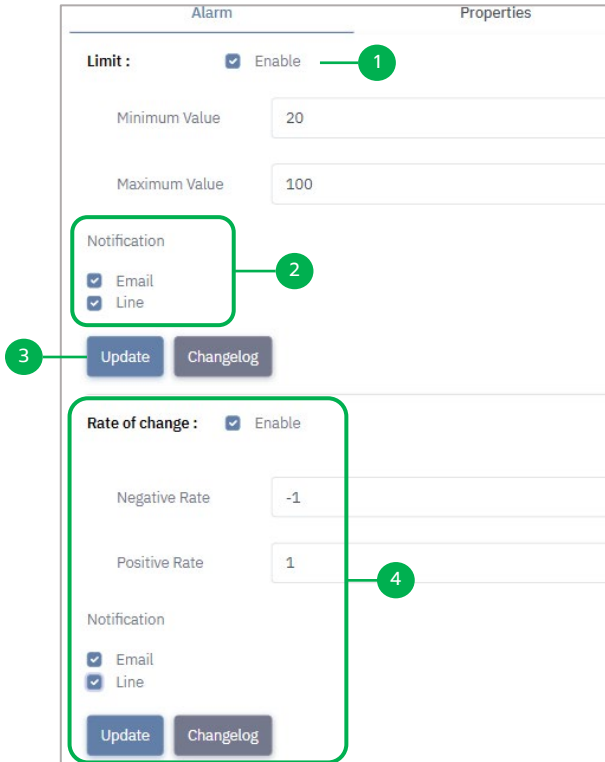 Alarm Properties
Limit : Enable 1
Minimum Value 20
Maximum Value 100
Notification
2
Email
Line
3 Update Changelog
Rate of change : Enable
Negative Rate -1
Positive Rate 1
4
Notification
Email
Line
Update Changelog